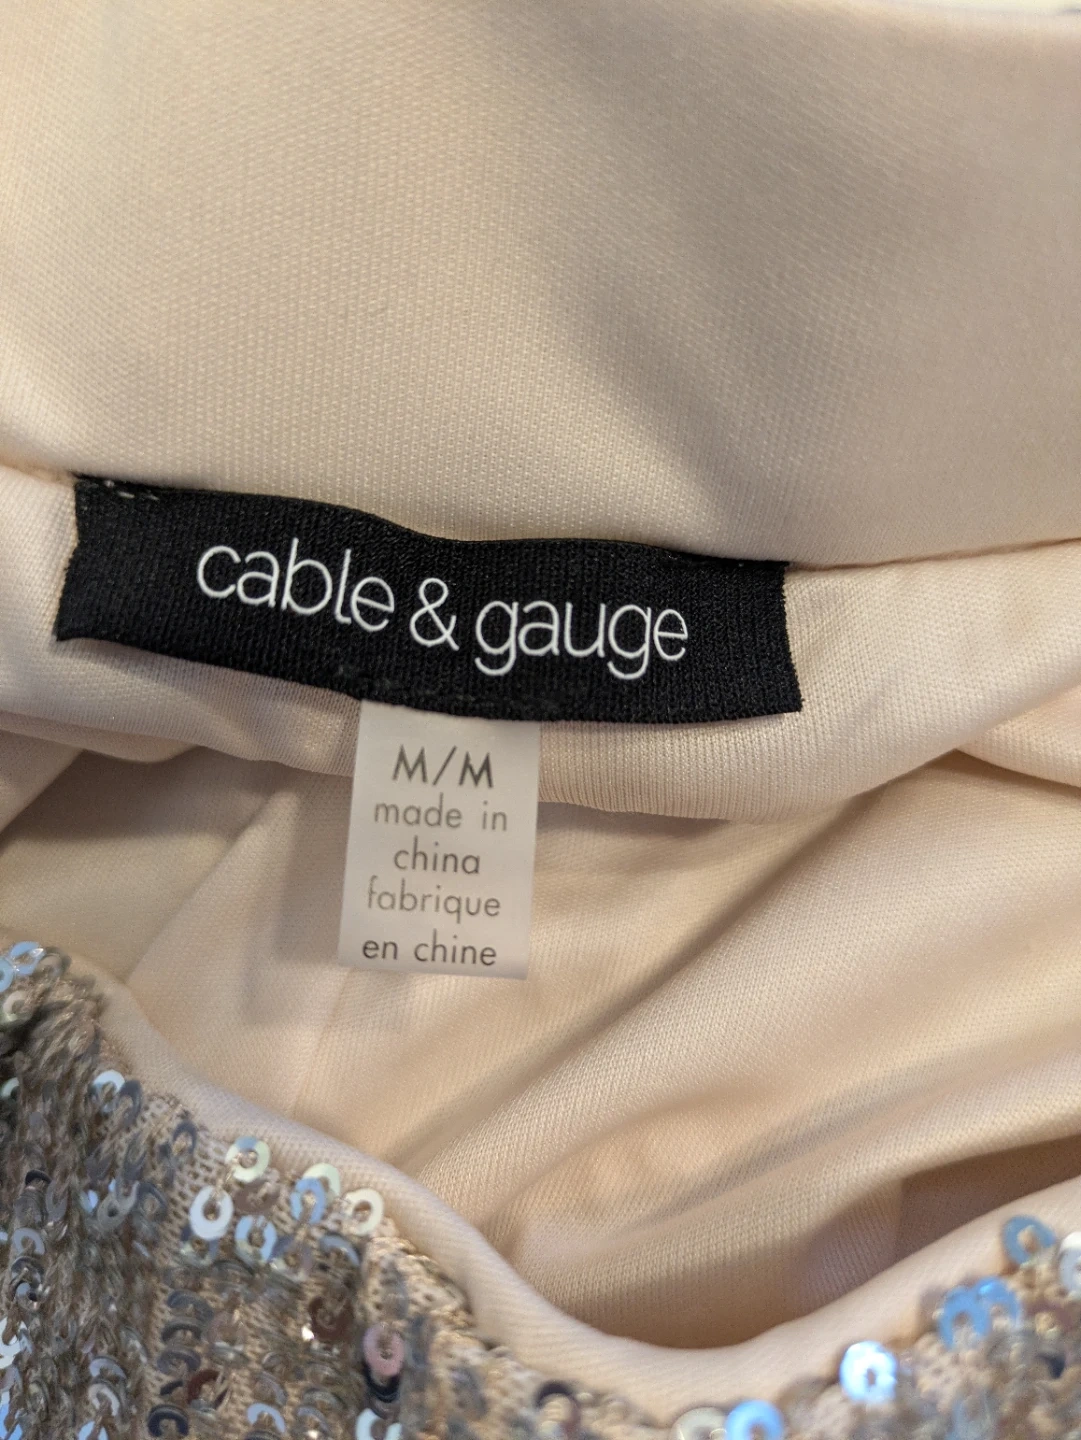 cable & gauge
M/M
made in
china
fabrique
en chine